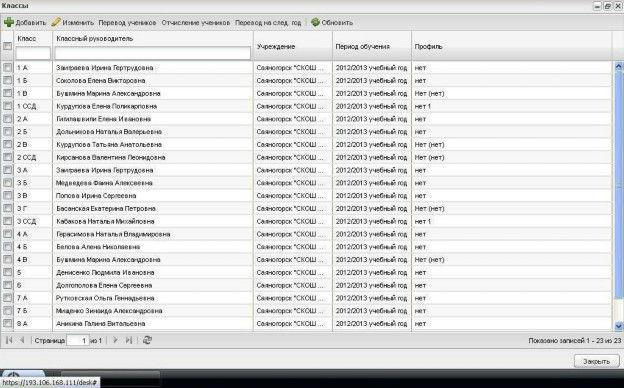 Классы
Добавить Изменить Перевод учеников Отчисление учеников Перевод на след. год Обновить
Класс Классный руководитель Учреждение Период обучения Профиль
1 А Заиграева Ирина Гертрудовна Саяногорск "СКОШ ... 2012/2013 учебный год нет
1 Б Соколова Елена Викторовна Саяногорск "СКОШ ... 2012/2013 учебный год нет
1 В Бушмина Марина Александровна Саяногорск "СКОШ ... 2012/2013 учебный год Нет (нет)
1 ССД Курдупова Елена Поликарповна Саяногорск "СКОШ ... 2012/2013 учебный год нет 1
2 А Гигилашвили Елена Ивановна Саяногорск "СКОШ ... 2012/2013 учебный год нет
2 Б Дольникова Наталья Валерьевна Саяногорск "СКОШ ... 2012/2013 учебный год нет
2 В Курдупова Татьяна Анатольевна Саяногорск "СКОШ ... 2012/2013 учебный год Нет (нет)
2 ССД Кирсанова Валентина Леонидовна Саяногорск "СКОШ ... 2012/2013 учебный год Нет (нет)
3 А Заиграева Ирина Гертрудовна Саяногорск "СКОШ ... 2012/2013 учебный год нет
3 Б Медведева Фаина Алексеевна Саяногорск "СКОШ ... 2012/2013 учебный год нет
3 В Попова Ирина Сергеевна Саяногорск "СКОШ ... 2012/2013 учебный год нет
3 Г Басанская Екатерина Петровна Саяногорск "СКОШ ... 2012/2013 учебный год Нет (нет)
3 ССД Кабакова Наталья Михайловна Саяногорск "СКОШ ... 2012/2013 учебный год нет 1
4 А Герасимова Наталья Владимировна Саяногорск "СКОШ ... 2012/2013 учебный год нет
4 Б Белова Алена Николаевна Саяногорск "СКОШ ... 2012/2013 учебный год нет
4 В Бушмина Марина Александровна Саяногорск "СКОШ ... 2012/2013 учебный год Нет (нет)
5 Денисенко Людмила Ивановна Саяногорск "СКОШ ... 2012/2013 учебный год нет
6 Долгополова Елена Сергеевна Саяногорск "СКОШ ... 2012/2013 учебный год нет
7 А Рутковская Ольга Геннадьевна Саяногорск "СКОШ ... 2012/2013 учебный год нет
7 Б Мищенко Зинаида Александровна Саяногорск "СКОШ ... 2012/2013 учебный год нет
8 А Аникина Галина Витальевна Саяногорск "СКОШ ... 2012/2013 учебный год нет
Страница 1 из 1 Показано записей 1 - 23 из 23
Закрыть
https://193.106.168.111/desk#